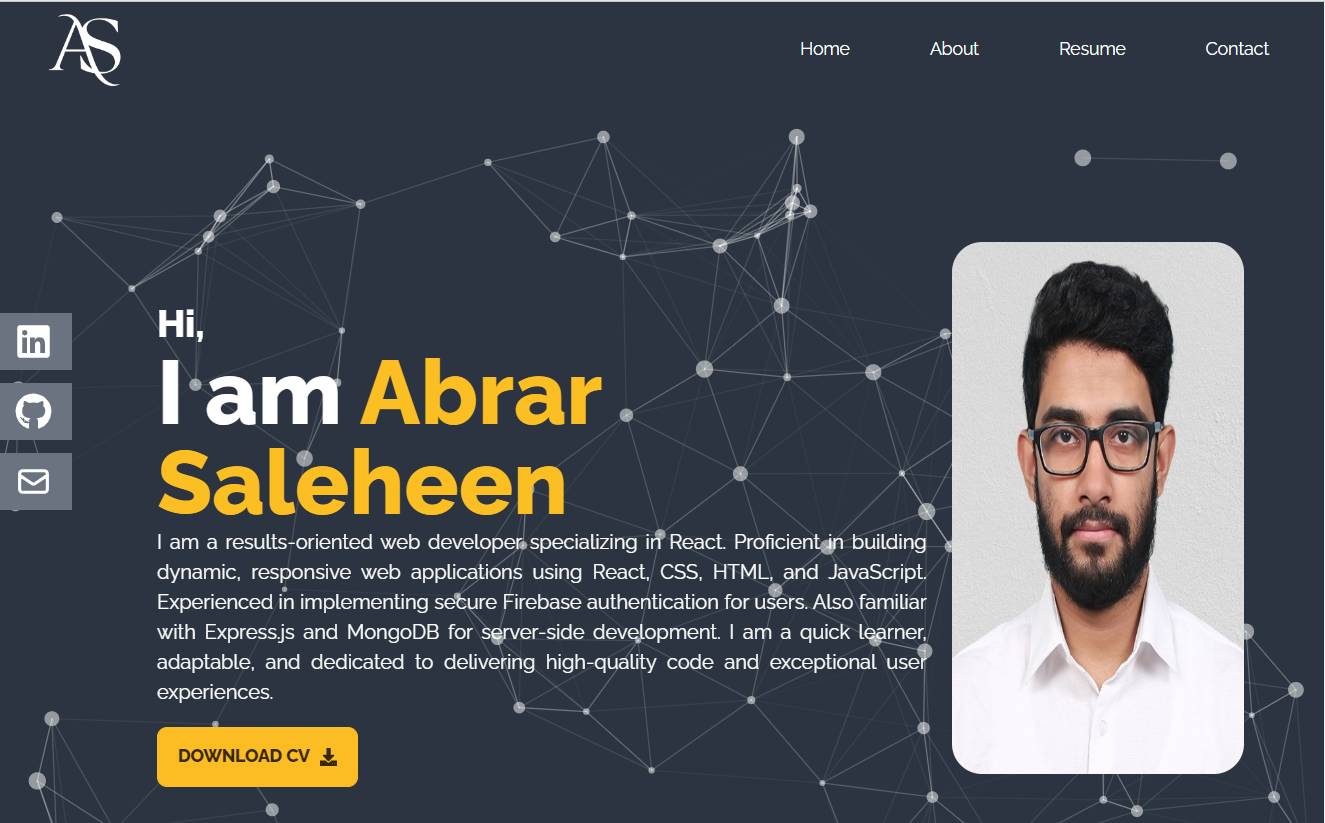 AS
Home About Resume Contact
Hi,
I am Abrar
Saleheen
I am a results-oriented web developer specializing in React. Proficient in building
dynamic, responsive web applications using React, CSS, HTML, and JavaScript.
Experienced in implementing secure Firebase authentication for users. Also familiar
with Express.js and MongoDB for server-side development. I am a quick learner,
adaptable, and dedicated to delivering high-quality code and exceptional user
experiences.
DOWNLOAD CV
in